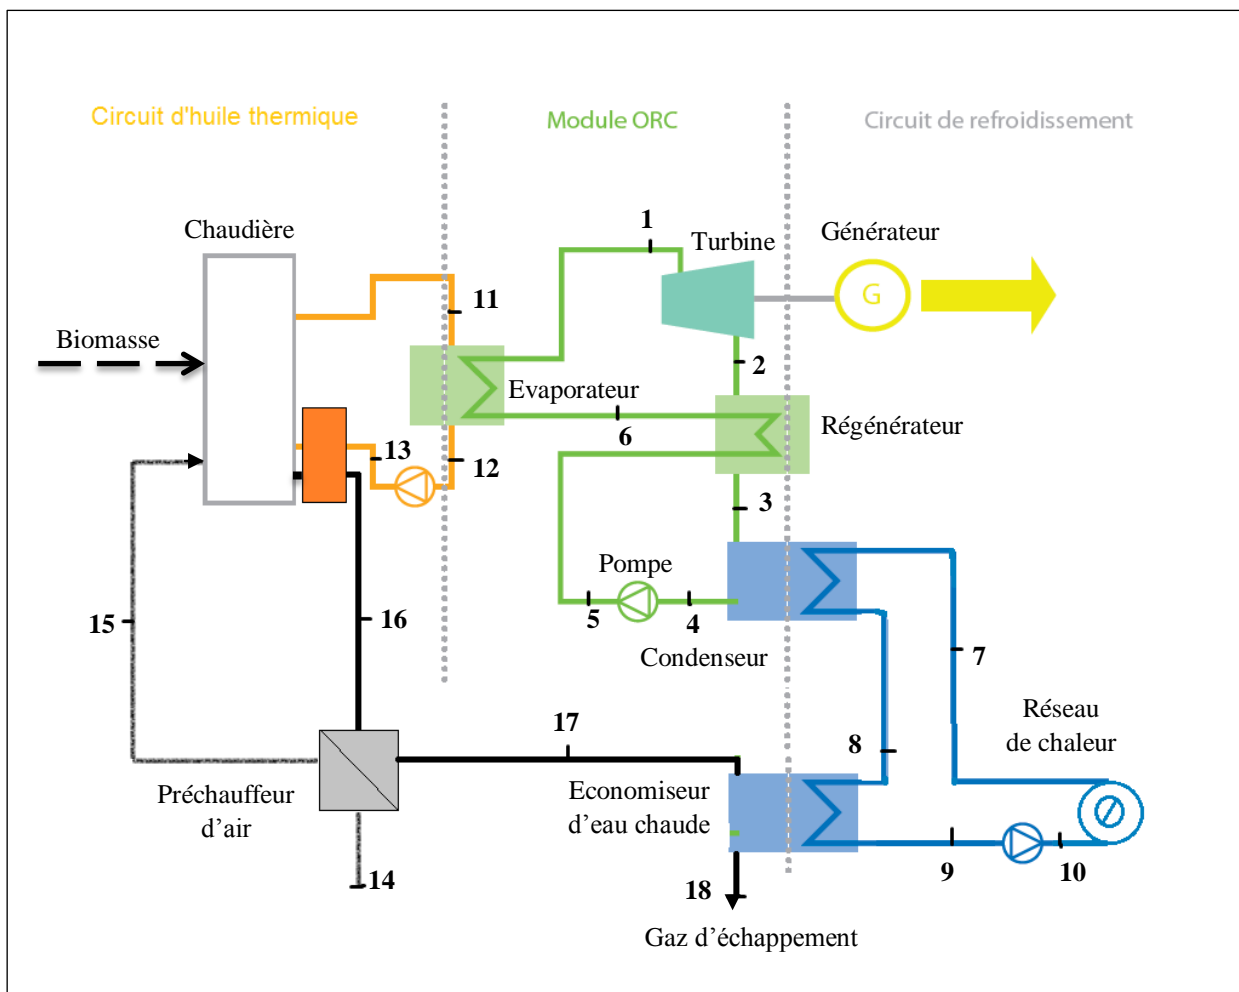 Circuit d'huile thermique
Module ORC
Circuit de refroidissement
Chaudière
1
Turbine
Générateur
11
G
Biomasse
2
Evaporateur
Régénérateur
6
13
12
3
Pompe
15
16
5
4
Condenseur
7
17
8
Réseau
de chaleur
Préchauffeur
d’air
Economiseur
d’eau chaude
14
9
10
18
Gaz d’échappement